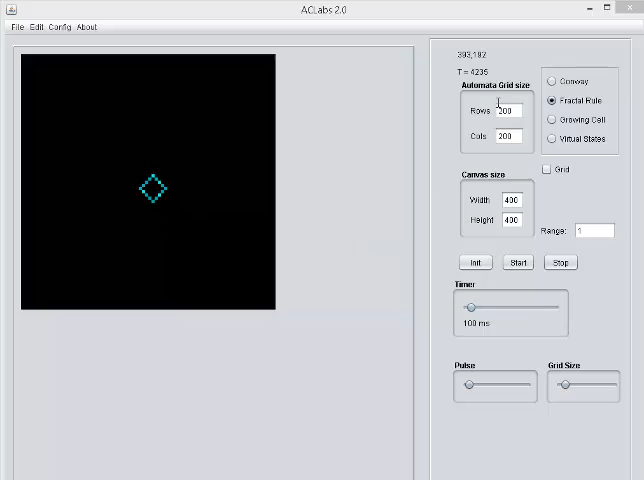 ACLabs 2.0
File Edit Config About
393,192
T = 4235
Automata Grid size
Rows 200
Cols 200
Conway
Fractal Rule
Growing Cell
Virtual States
Grid
Canvas size
Width 400
Height 400
Range: 1
Init Start Stop
Timer
100 ms
Pulse
Grid Size